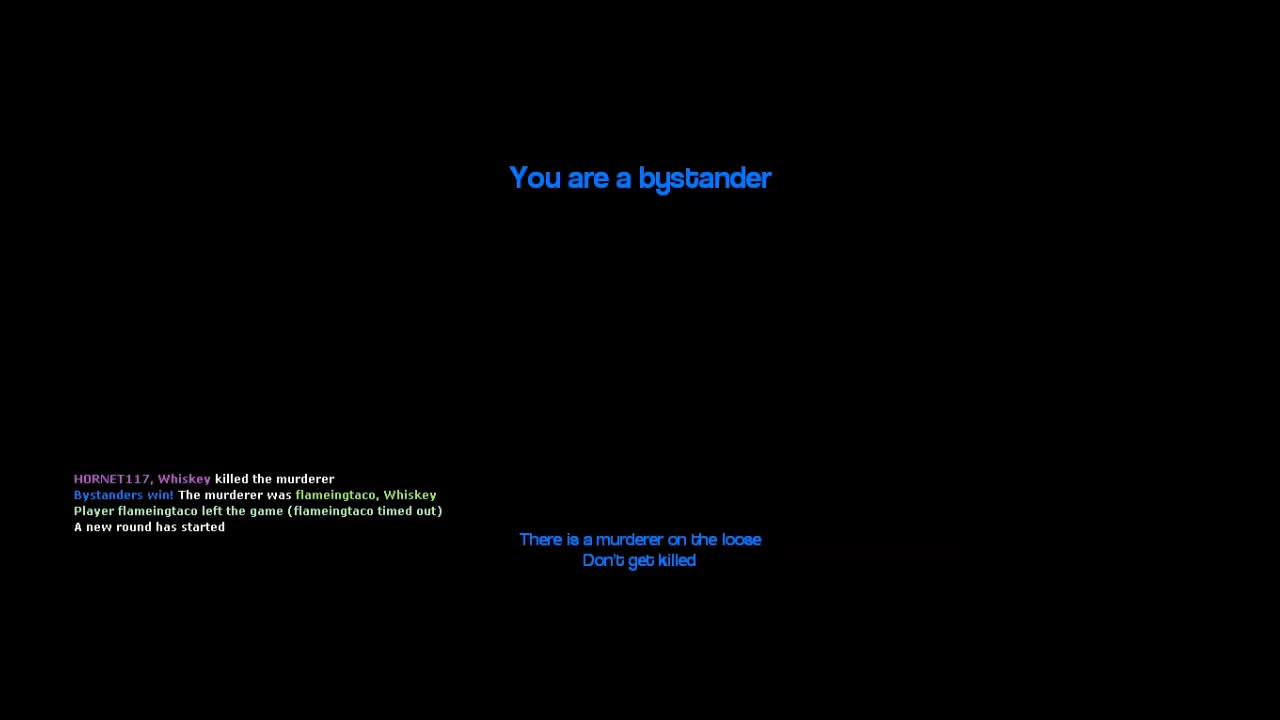 You are a bystander
HORNET117, Whiskey killed the murderer
Bystanders win! The murderer was flameingtaco, Whiskey
Player flameingtaco left the game (flameingtaco timed out)
A new round has started
There is a murderer on the loose
Don't get killed